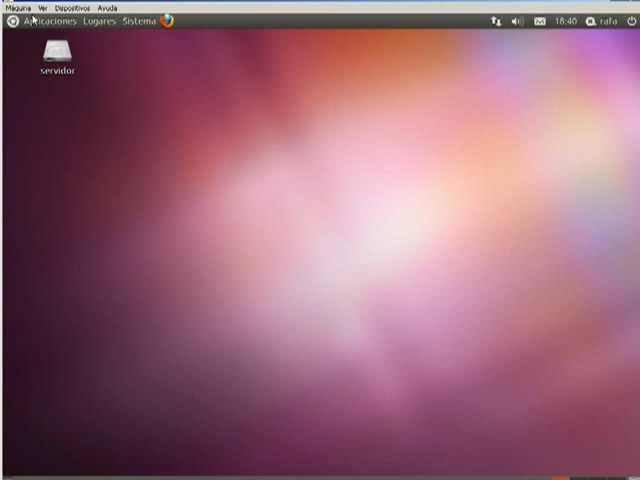 Máquina Ver Dispositivos Ayuda
Aplicaciones Lugares Sistema 18:40 rafa
servidor